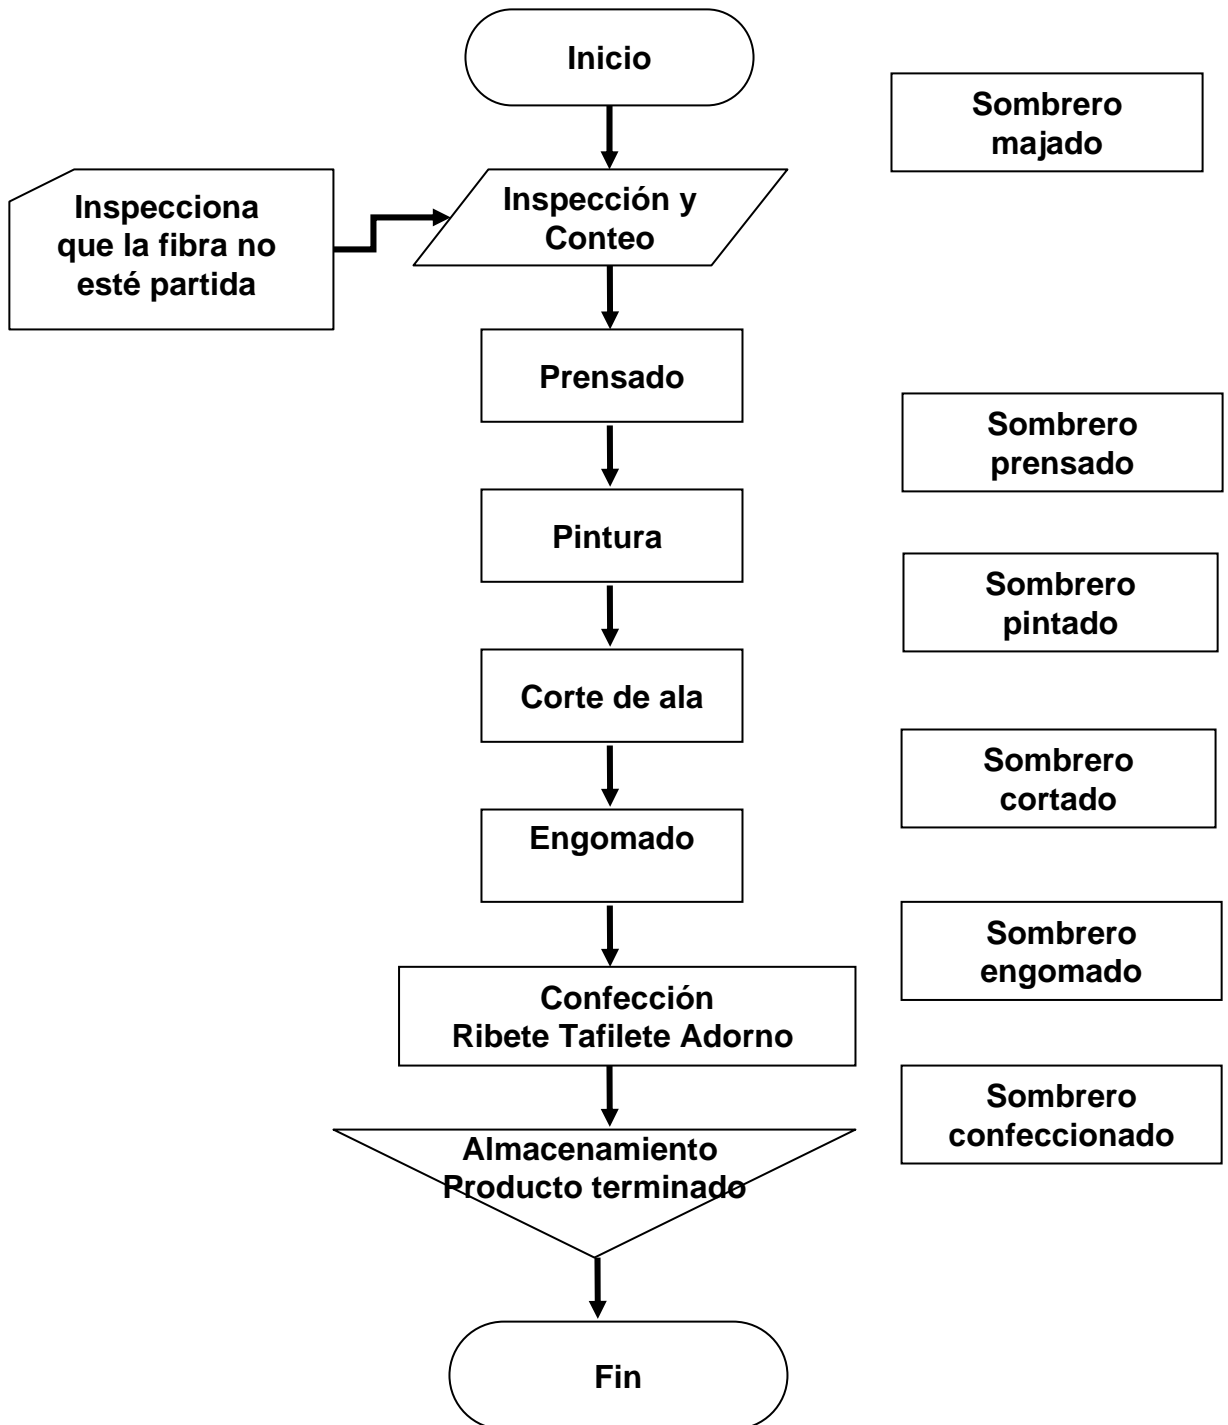 Inicio
Sombrero
majado
Inspecciona
que la fibra no
esté partida
Inspección y
Conteo
Prensado
Sombrero
prensado
Pintura
Sombrero
pintado
Corte de ala
Sombrero
cortado
Engomado
Sombrero
engomado
Confección
Ribete Tafilete Adorno
Sombrero
confeccionado
Almacenamiento
Producto terminado
Fin